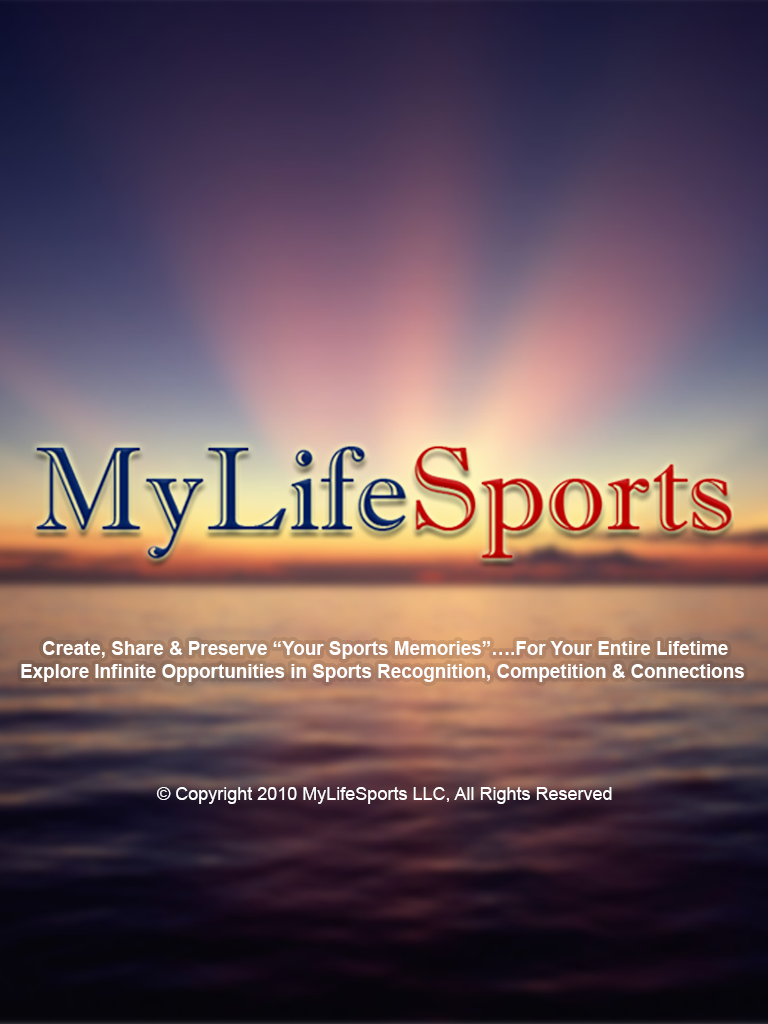 MyLifeSports
Create, Share & Preserve “Your Sports Memories”….For Your Entire Lifetime
Explore Infinite Opportunities in Sports Recognition, Competition & Connections
© Copyright 2010 MyLifeSports LLC, All Rights Reserved